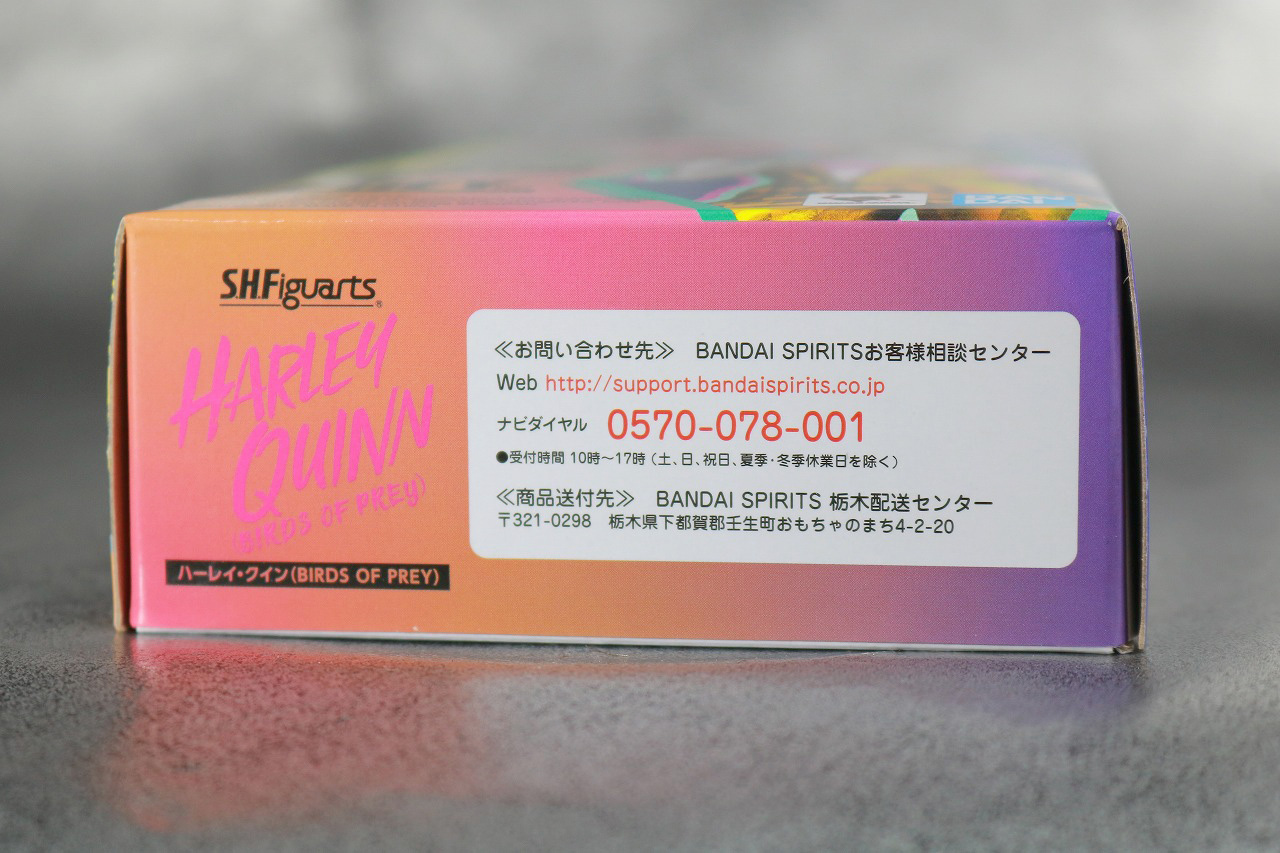 BANDAI
S.H.Figuarts®
HARLEY
QUINN
(BIRDS OF PREY)
ハーレイ・クイン(BIRDS OF PREY)
≪お問い合わせ先≫ BANDAI SPIRITSお客様相談センター
Web http://support.bandaispirits.co.jp
ナビダイヤル 0570-078-001
●受付時間 10時〜17時（土、日、祝日、夏季・冬季休業日を除く）
≪商品送付先≫ BANDAI SPIRITS 栃木配送センター
〒321-0298 栃木県下都賀郡壬生町おもちゃのまち4-2-20